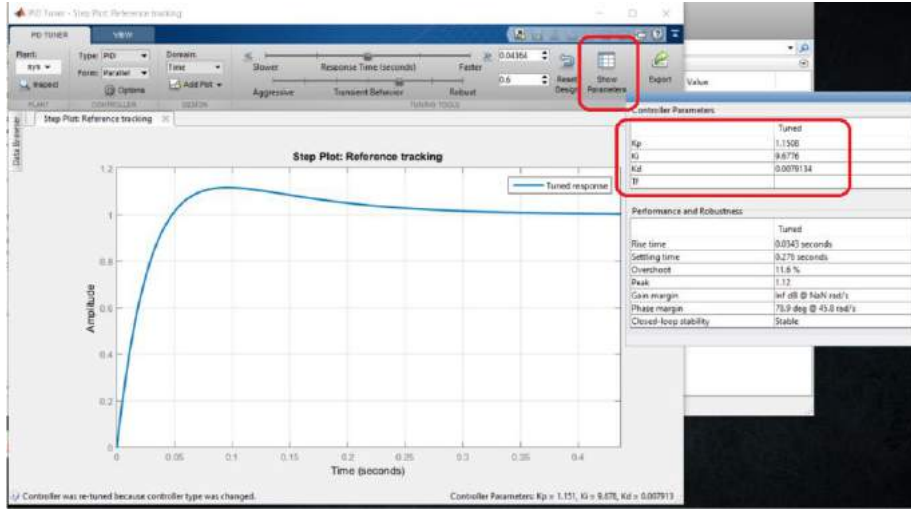 PID Tuner - Step Plot: Reference tracking
PID TUNER VIEW
Plant:
sys
Inspect
PLANT
Type: PID
Form: Parallel
Options
CONTROLLER
Domain:
Time
Add Plot
DESIGN
Slower Response Time (seconds) Faster 0.04364
Aggressive Transient Behavior Robust 0.6
TUNING TOOLS
Reset
Design
Show
Parameters
Export
Value
Data Browser
Step Plot: Reference tracking
Step Plot: Reference tracking
Tuned response
1.2
1
0.8
0.6
0.4
0.2
0
Amplitude
0 0.05 0.1 0.15 0.2 0.25 0.3 0.35 0.4
Time (seconds)
Controller Parameters
Tuned
Kp 1.1508
Ki 9.6776
Kd 0.0079134
Tf
Performance and Robustness
Tuned
Rise time 0.0343 seconds
Settling time 0.278 seconds
Overshoot 11.6 %
Peak 1.12
Gain margin Inf dB @ NaN rad/s
Phase margin 78.9 deg @ 45.8 rad/s
Closed-loop stability Stable
Controller was re-tuned because controller type was changed.
Controller Parameters: Kp = 1.151, Ki = 9.678, Kd = 0.007913